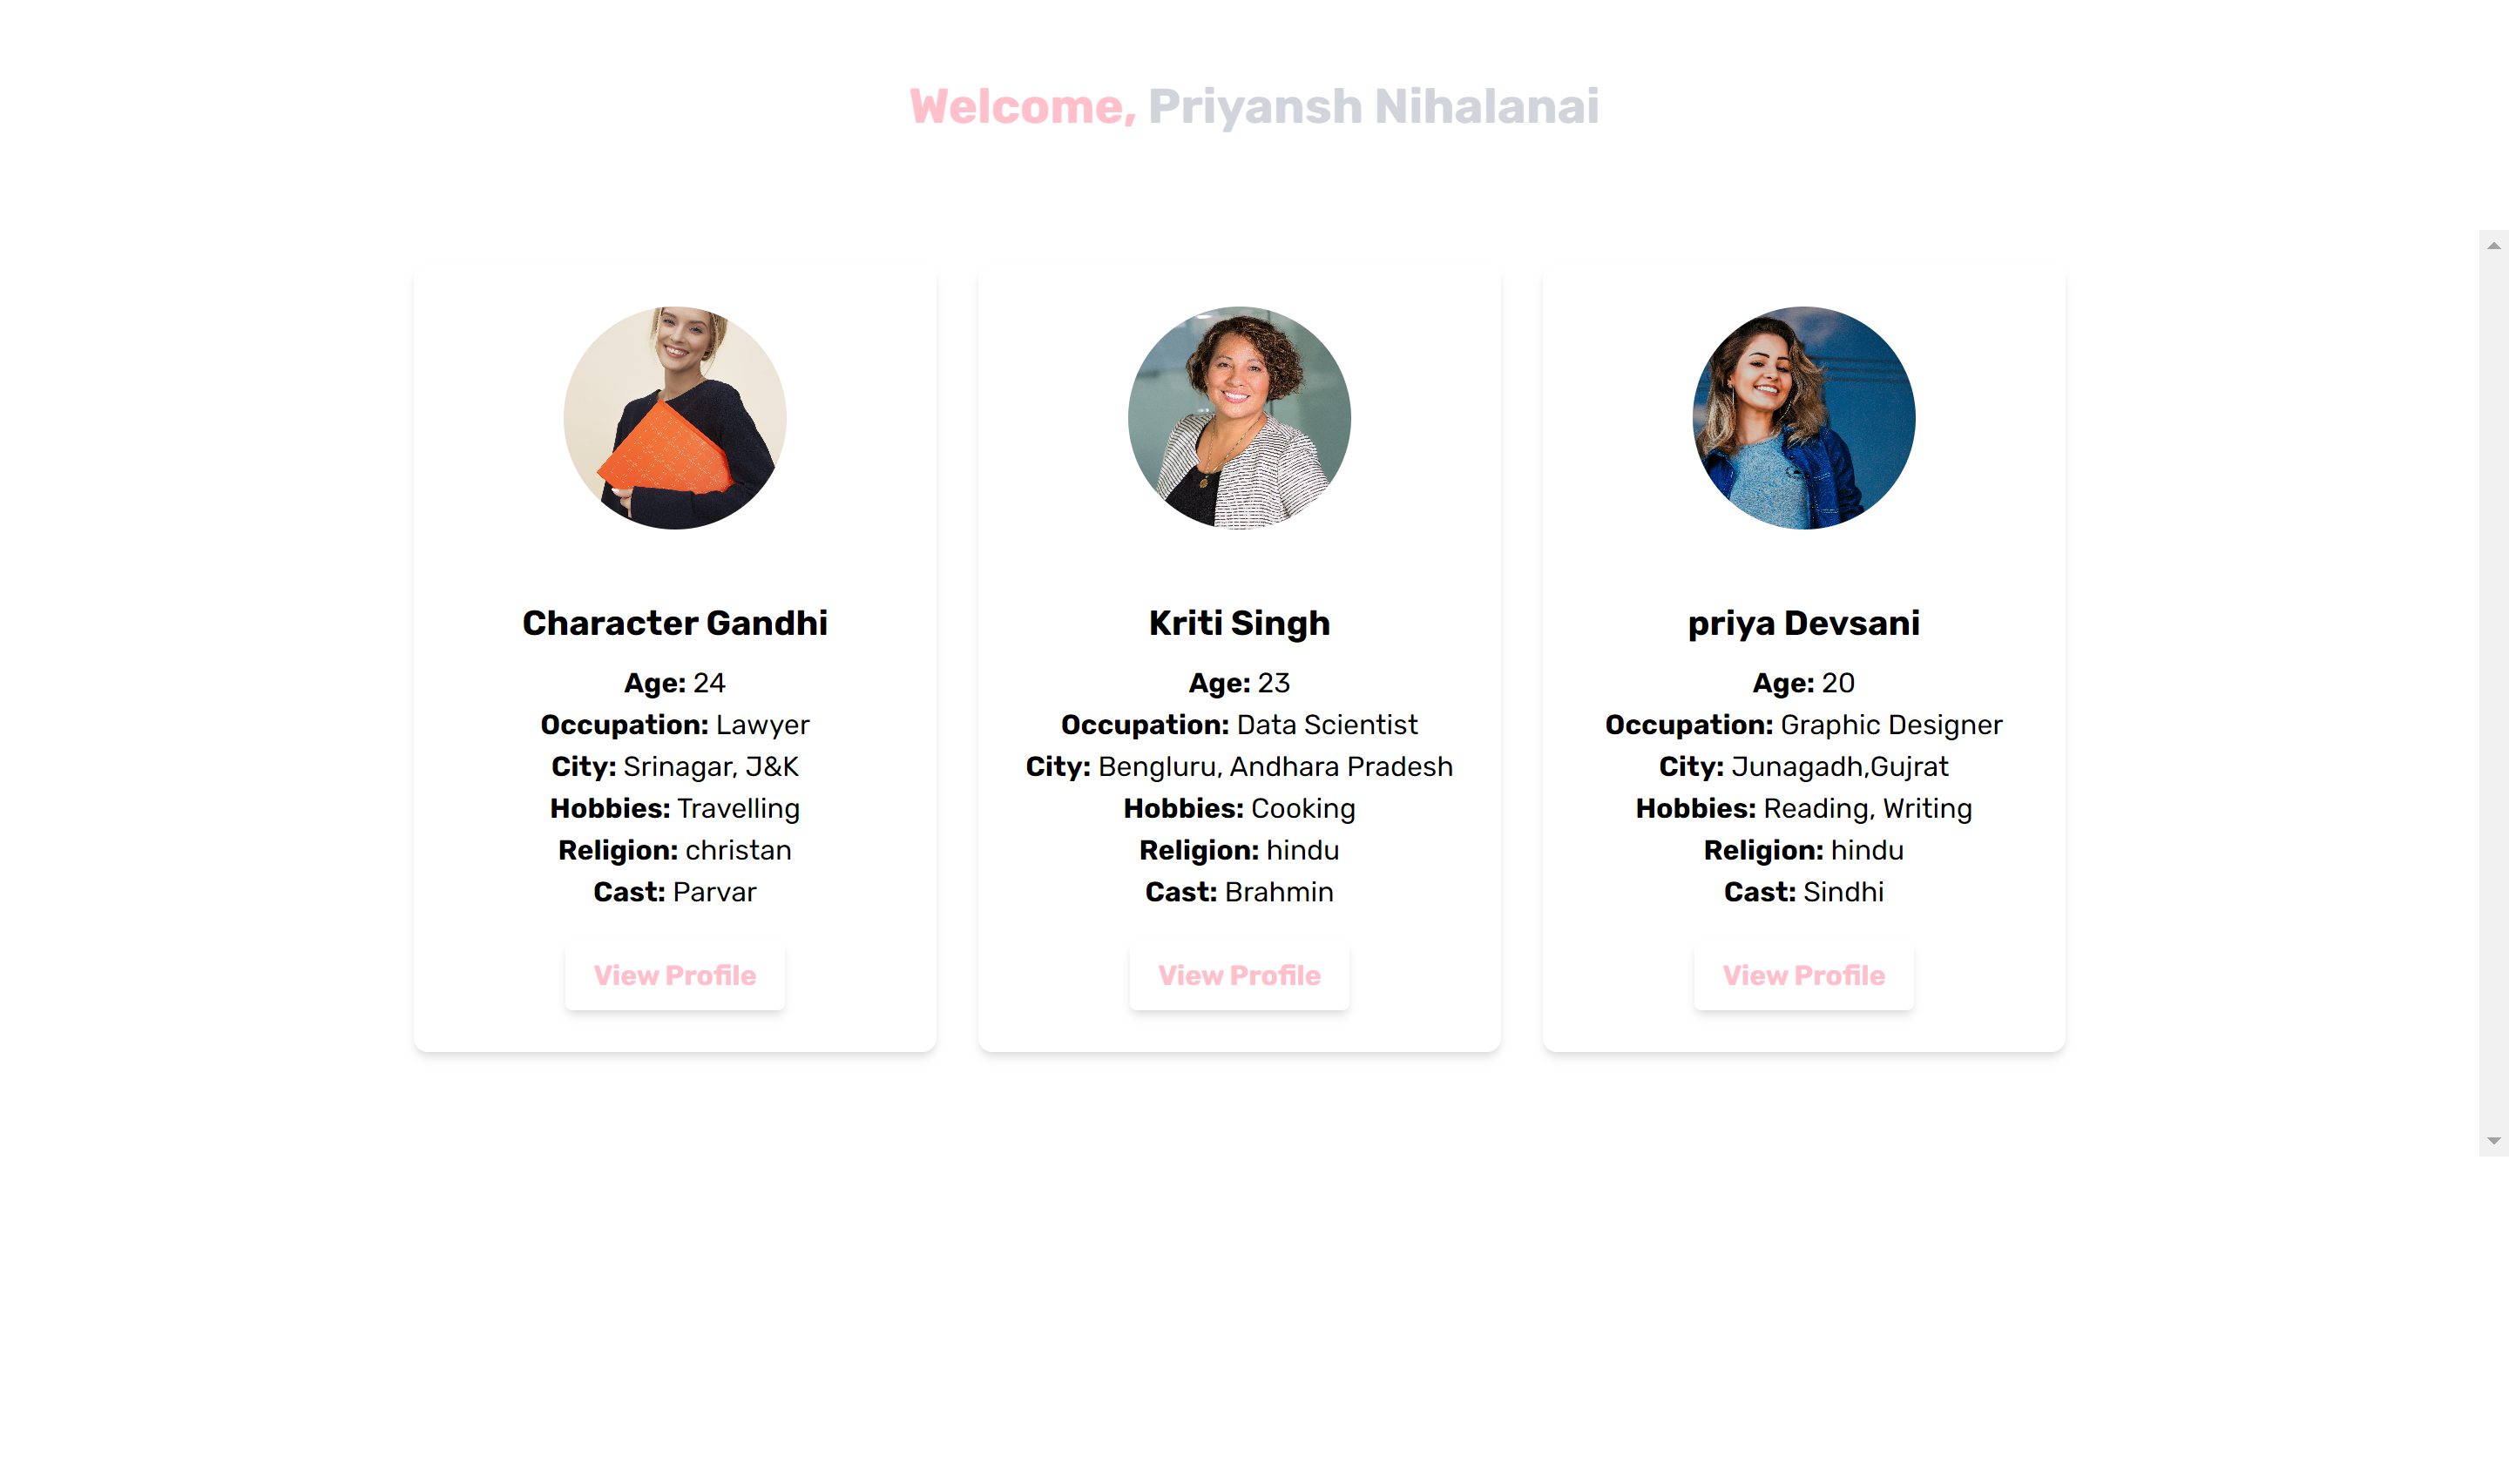 Welcome, Priyansh Nihalanai
Character Gandhi
Age: 24
Occupation: Lawyer
City: Srinagar, J&K
Hobbies: Travelling
Religion: christan
Cast: Parvar
View Profile
Kriti Singh
Age: 23
Occupation: Data Scientist
City: Bengluru, Andhara Pradesh
Hobbies: Cooking
Religion: hindu
Cast: Brahmin
View Profile
priya Devsani
Age: 20
Occupation: Graphic Designer
City: Junagadh,Gujrat
Hobbies: Reading, Writing
Religion: hindu
Cast: Sindhi
View Profile